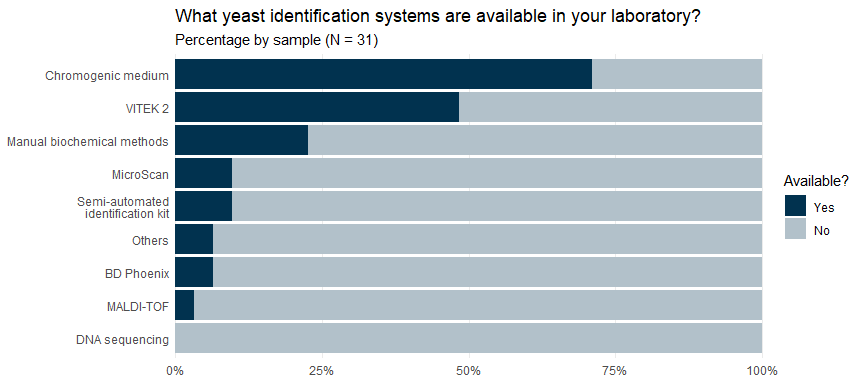 What yeast identification systems are available in your laboratory?
Percentage by sample (N = 31)
Chromogenic medium
VITEK 2
Manual biochemical methods
MicroScan
Semi-automated
identification kit
Others
BD Phoenix
MALDI-TOF
DNA sequencing
0%
25%
50%
75%
100%
Available?
Yes
No